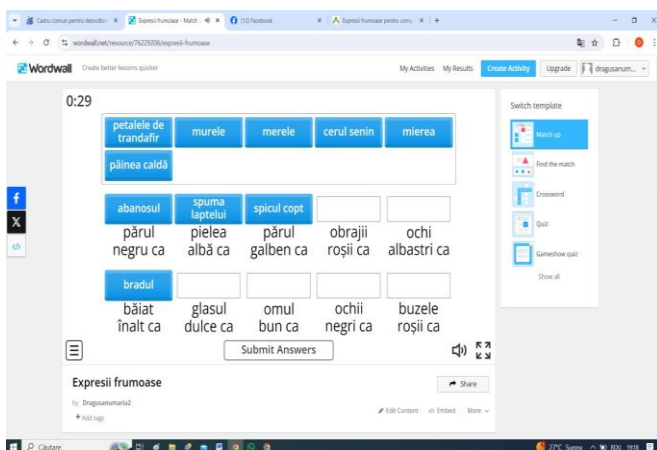 Cadru comun pentru dezvoltar
Expresii frumoase - Match
(12) Facebook
Expresii frumoase pentru comp
wordwall.net/resource/76229206/expresii-frumoase
Wordwall
Create better lessons quicker
My Activities
My Results
Create Activity
Upgrade
dragusanum...
0:29
petalele de
trandafir
murele
merele
cerul senin
mierea
păinea caldă
abanosul
spuma
laptelui
spicul copt
părul
negru ca
pielea
albă ca
părul
galben ca
obrajii
roșii ca
ochi
albastri ca
bradul
băiat
înalt ca
glasul
dulce ca
omul
bun ca
ochii
negri ca
buzele
roșii ca
Submit Answers
Switch template
Match up
Find the match
Crossword
Quiz
Gameshow quiz
Show all
Expresii frumoase
Share
by Dragusanumaria2
Add tags
Edit Content
Embed
More
Căutare
27°C Sunny
ROU
1918